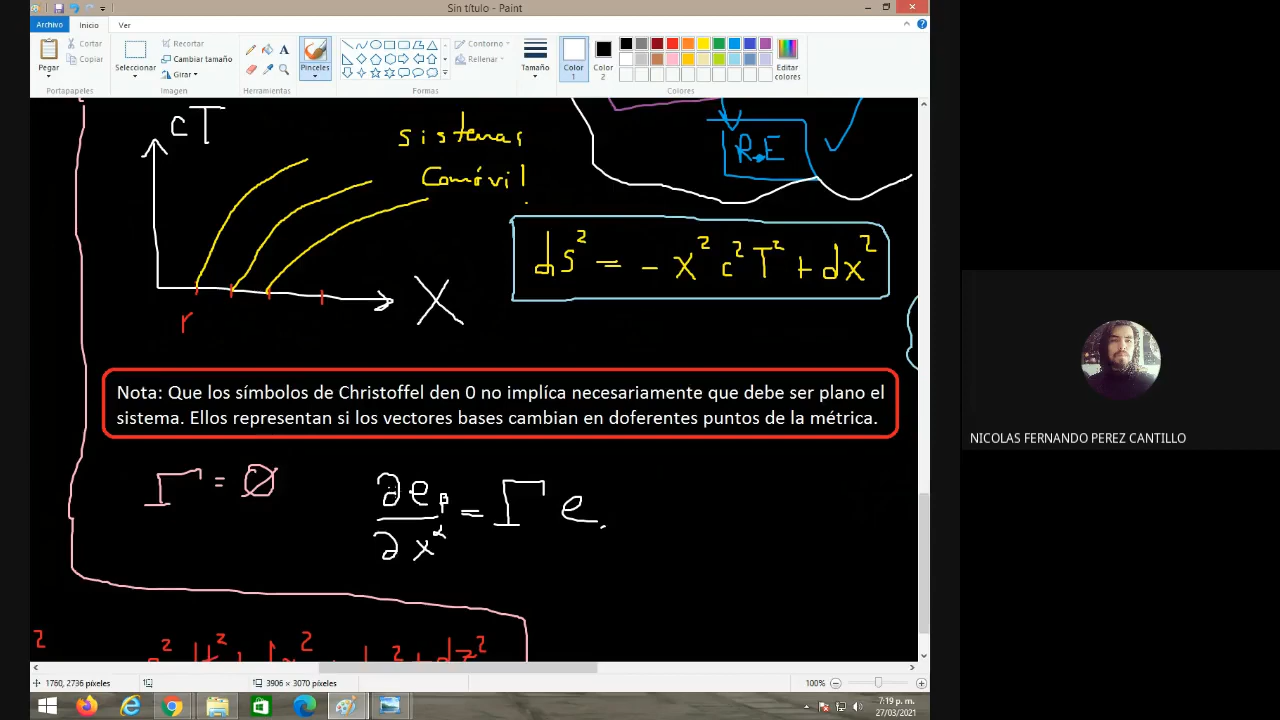 Sin título - Paint
Archivo Inicio Ver
Pegar
Cortar
Copiar
Portapapeles
Seleccionar
Recortar
Cambiar tamaño
Girar
Imagen
Herramientas
Pinceles
Contorno
Rellenar
Formas
Tamaño
Color 1
Color 2
Editar colores
Colores
cT
sistemas
Comóvil
X
r
R.E
ds² = - x² c² T² + dx²
Nota: Que los símbolos de Christoffel den 0 no implíca necesariamente que debe ser plano el
sistema. Ellos representan si los vectores bases cambian en doferentes puntos de la métrica.
Γ = 0
∂e_β / ∂x^α = Γ e
NICOLAS FERNANDO PEREZ CANTILLO
1760, 2736 píxeles
3906 × 3070 píxeles
100%
7:19 p. m.
27/03/2021